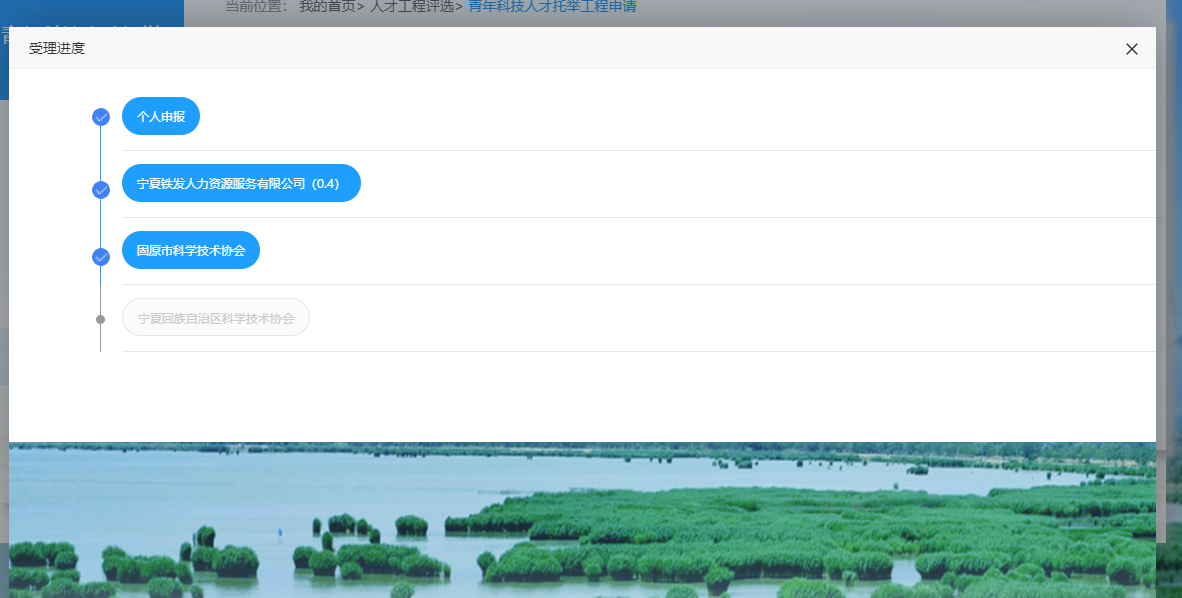 当前位置： 我的首页> 人才工程评选> 青年科技人才托举工程申请
受理进度
个人申报
宁夏铁发人力资源服务有限公司（0.4）
固原市科学技术协会
宁夏回族自治区科学技术协会